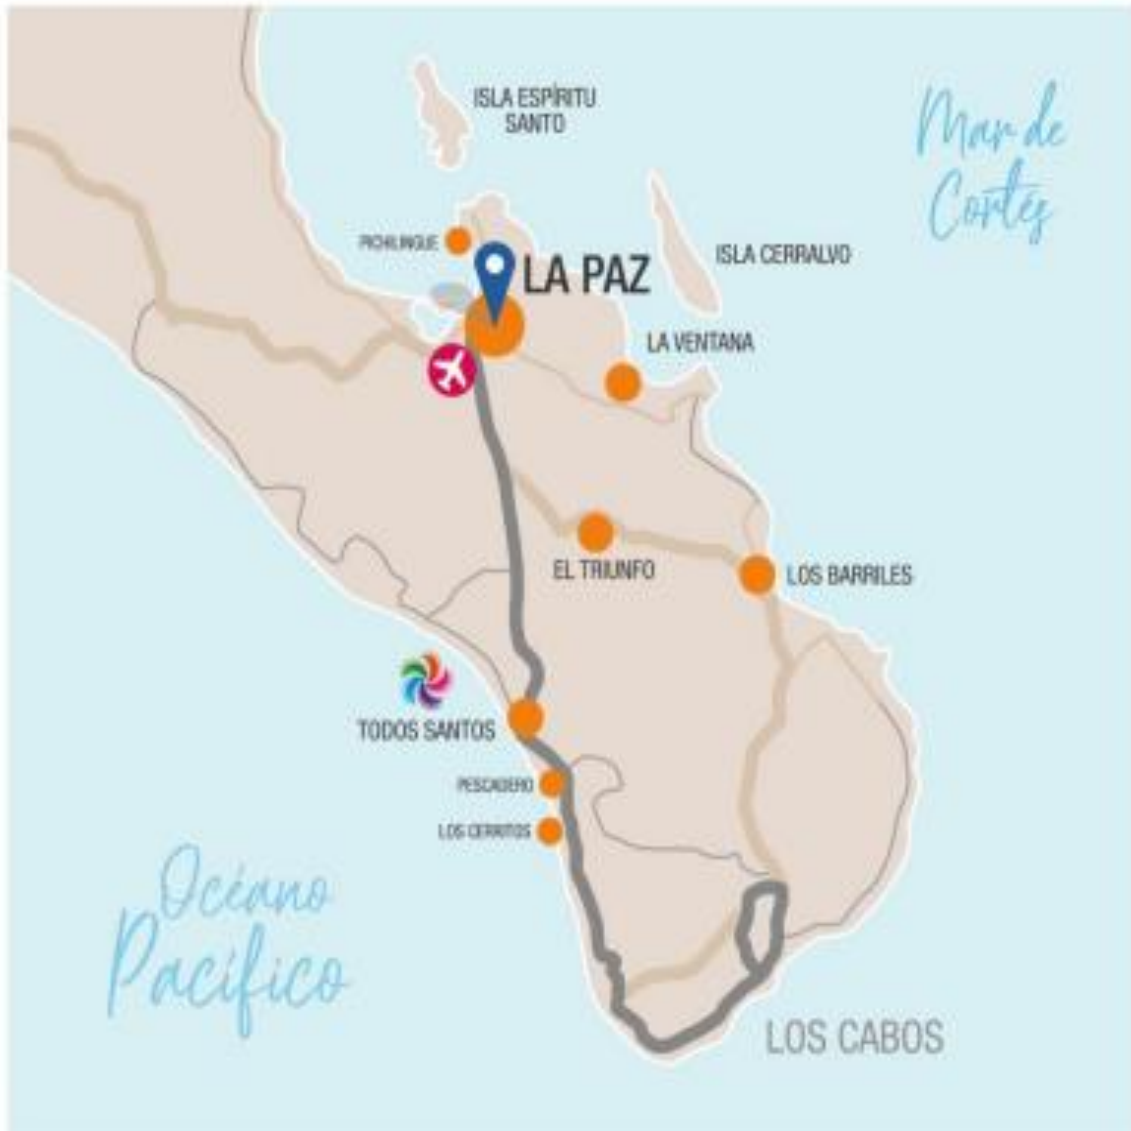 ISLA ESPÍRITU
SANTO
Mar de
Cortés
PICHILINGUE
LA PAZ
ISLA CERRALVO
LA VENTANA
EL TRIUNFO
LOS BARRILES
TODOS SANTOS
PESCADERO
LOS CERRITOS
Océano
Pacífico
LOS CABOS